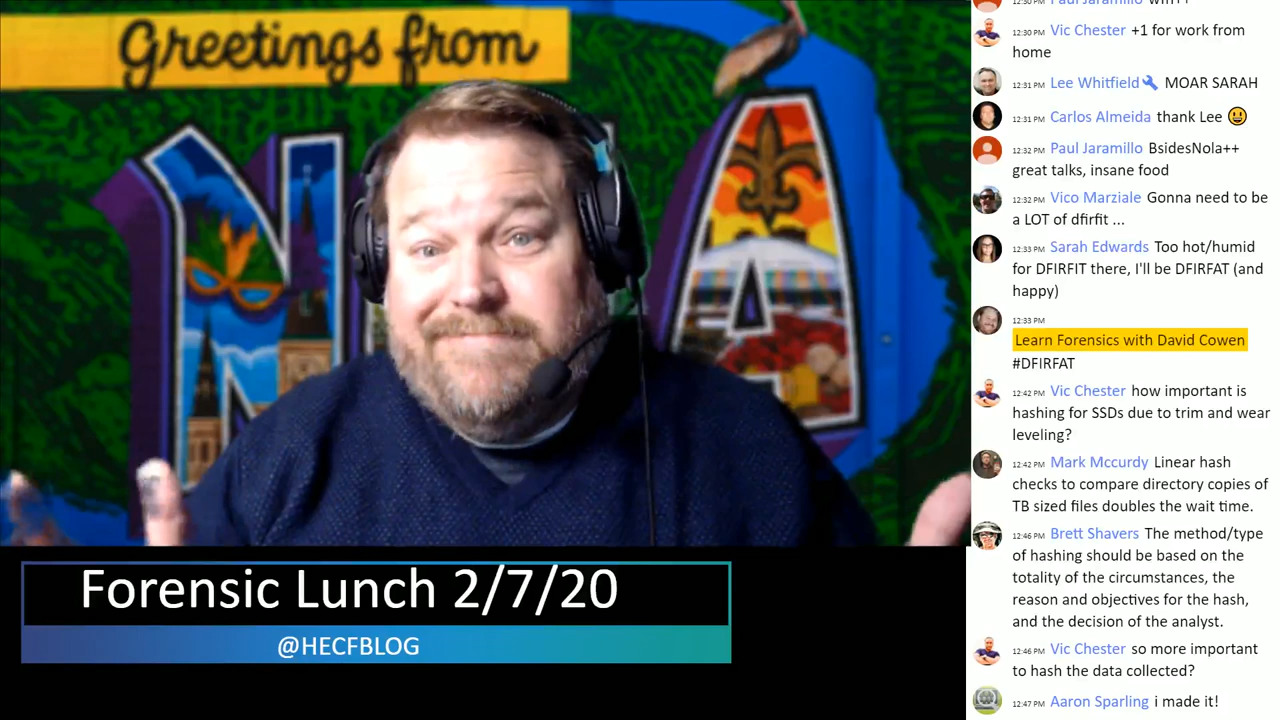 Greetings from
N LA
Forensic Lunch 2/7/20
@HECFBLOG
12:30 PM Paul Jaramillo wifi++
12:30 PM Vic Chester +1 for work from
home
12:31 PM Lee Whitfield MOAR SARAH
12:31 PM Carlos Almeida thank Lee 😀
12:32 PM Paul Jaramillo BsidesNola++
great talks, insane food
12:32 PM Vico Marziale Gonna need to be
a LOT of dfirfit ...
12:33 PM Sarah Edwards Too hot/humid
for DFIRFIT there, I'll be DFIRFAT (and
happy)
12:33 PM
Learn Forensics with David Cowen
#DFIRFAT
12:42 PM Vic Chester how important is
hashing for SSDs due to trim and wear
leveling?
12:42 PM Mark Mccurdy Linear hash
checks to compare directory copies of
TB sized files doubles the wait time.
12:46 PM Brett Shavers The method/type
of hashing should be based on the
totality of the circumstances, the
reason and objectives for the hash,
and the decision of the analyst.
12:46 PM Vic Chester so more important
to hash the data collected?
12:47 PM Aaron Sparling i made it!